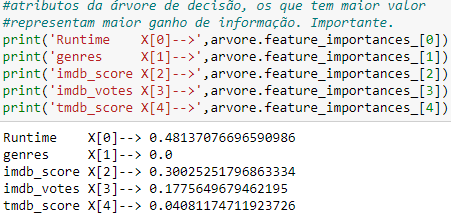 #atributos da árvore de decisão, os que tem maior valor
#representam maior ganho de informação. Importante.
print('Runtime    X[0]-->',arvore.feature_importances_[0])
print('genres     X[1]-->',arvore.feature_importances_[1])
print('imdb_score X[2]-->',arvore.feature_importances_[2])
print('imdb_votes X[3]-->',arvore.feature_importances_[3])
print('tmdb_score X[4]-->',arvore.feature_importances_[4])
Runtime    X[0]--> 0.48137076696590986
genres     X[1]--> 0.0
imdb_score X[2]--> 0.30025251796863334
imdb_votes X[3]--> 0.1775649679462195
tmdb_score X[4]--> 0.04081174711923726